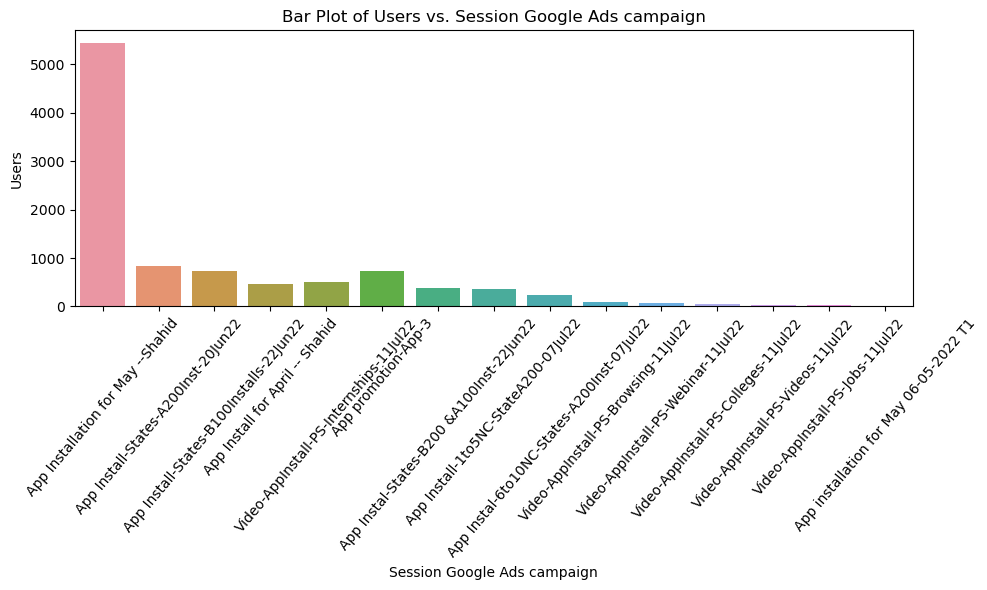 Bar Plot of Users vs. Session Google Ads campaign
Users
5000
4000
3000
2000
1000
0
App Installation for May --Shahid
App Install-States-A200Inst-20Jun22
App Install-States-B100Installs-22Jun22
App Install for April -- Shahid
Video-AppInstall-PS-Internships-11Jul22
App promotion-App-3
App Instal-States-B200 &A100Inst-22Jun22
App Install-1to5NC-StateA200-07Jul22
App Instal-6to10NC-States-A200Inst-07Jul22
Video-AppInstall-PS-Browsing-11Jul22
Video-AppInstall-PS-Webinar-11Jul22
Video-AppInstall-PS-Colleges-11Jul22
Video-AppInstall-PS-Videos-11Jul22
Video-AppInstall-PS-Jobs-11Jul22
App installation for May 06-05-2022 T1
Session Google Ads campaign